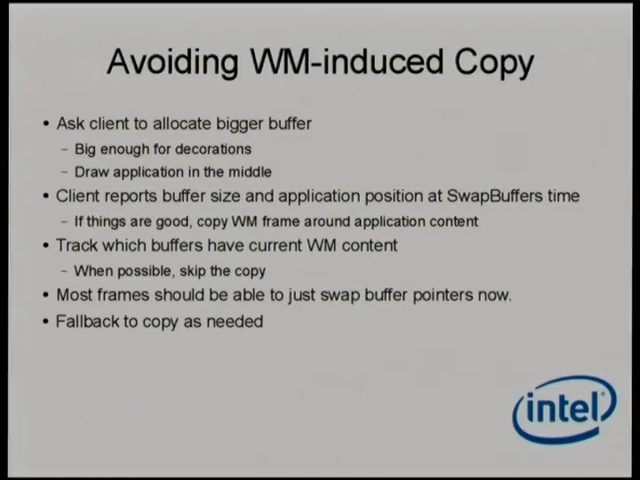 Avoiding WM-induced Copy
• Ask client to allocate bigger buffer
– Big enough for decorations
– Draw application in the middle
• Client reports buffer size and application position at SwapBuffers time
– If things are good, copy WM frame around application content
• Track which buffers have current WM content
– When possible, skip the copy
• Most frames should be able to just swap buffer pointers now.
• Fallback to copy as needed
intel